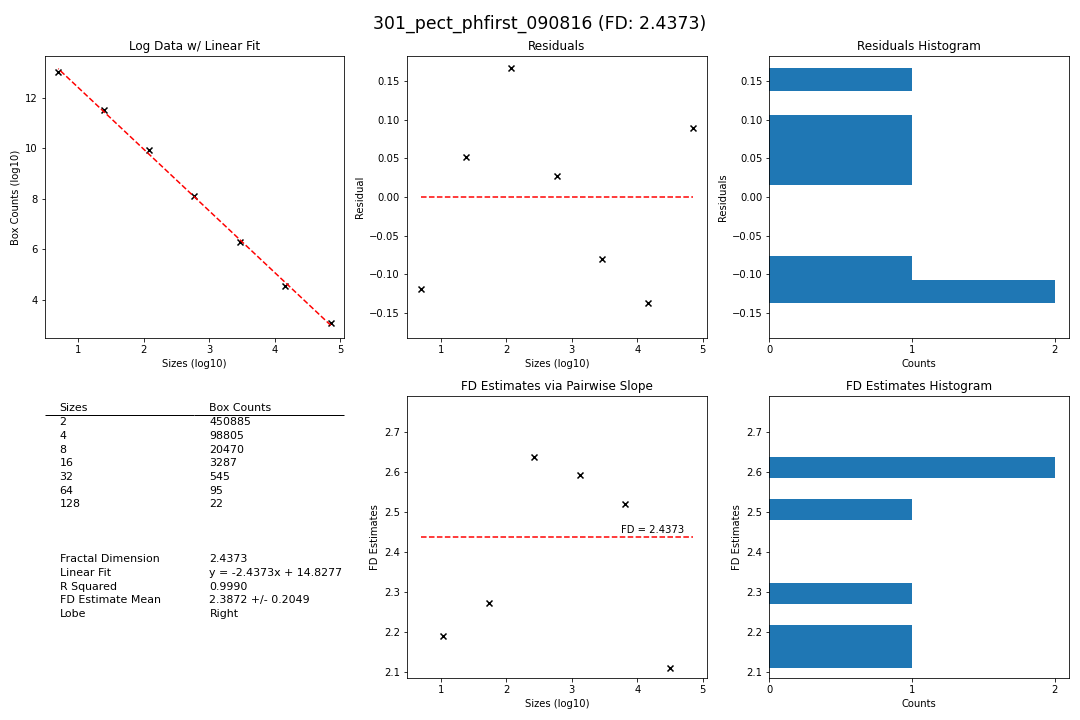 301_pect_phfirst_090816 (FD: 2.4373)
Log Data w/ Linear Fit
Box Counts (log10)
12
10
8
6
4
1 2 3 4 5
Sizes (log10)
Residuals
Residual
0.15
0.10
0.05
0.00
−0.05
−0.10
−0.15
1 2 3 4 5
Sizes (log10)
Residuals Histogram
Residuals
0.15
0.10
0.05
0.00
−0.05
−0.10
−0.15
0 1 2
Counts
Sizes Box Counts
2 450885
4 98805
8 20470
16 3287
32 545
64 95
128 22
Fractal Dimension 2.4373
Linear Fit y = -2.4373x + 14.8277
R Squared 0.9990
FD Estimate Mean 2.3872 +/- 0.2049
Lobe Right
FD Estimates via Pairwise Slope
FD Estimates
2.7
2.6
2.5
2.4
2.3
2.2
2.1
FD = 2.4373
1 2 3 4 5
Sizes (log10)
FD Estimates Histogram
FD Estimates
2.7
2.6
2.5
2.4
2.3
2.2
2.1
0 1 2
Counts